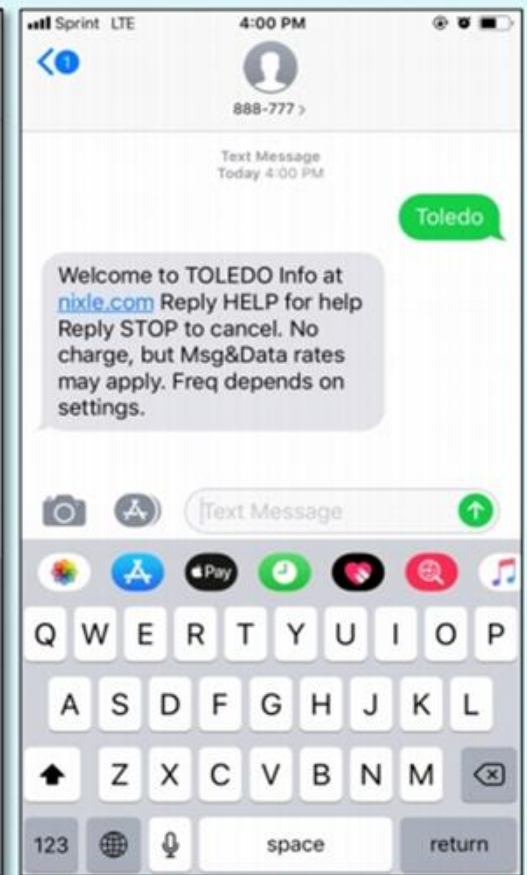 Sprint LTE
4:00 PM
1
888-777 >
Text Message
Today 4:00 PM
Toledo
Welcome to TOLEDO Info at
nixle.com Reply HELP for help
Reply STOP to cancel. No
charge, but Msg&Data rates
may apply. Freq depends on
settings.
Text Message
Pay
Q W E R T Y U I O P
A S D F G H J K L
Z X C V B N M
123 space return